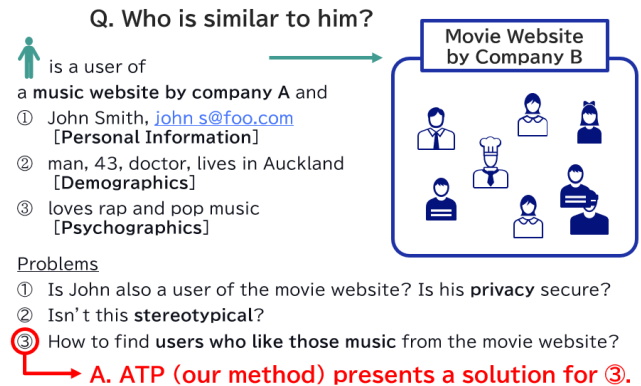 Q. Who is similar to him?
Movie Website
by Company B
is a user of
a music website by company A and
① John Smith, john s@foo.com
[Personal Information]
② man, 43, doctor, lives in Auckland
[Demographics]
③ loves rap and pop music
[Psychographics]
Problems
① Is John also a user of the movie website? Is his privacy secure?
② Isn't this stereotypical?
③ How to find users who like those music from the movie website?
A. ATP (our method) presents a solution for ③.